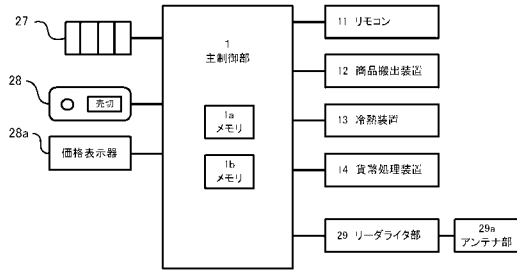 27
28
売切
28a
価格表示器
1
主制御部
1a
メモリ
1b
メモリ
11 リモコン
12 商品搬出装置
13 冷熱装置
14 貨幣処理装置
29 リーダライタ部
29a
アンテナ部